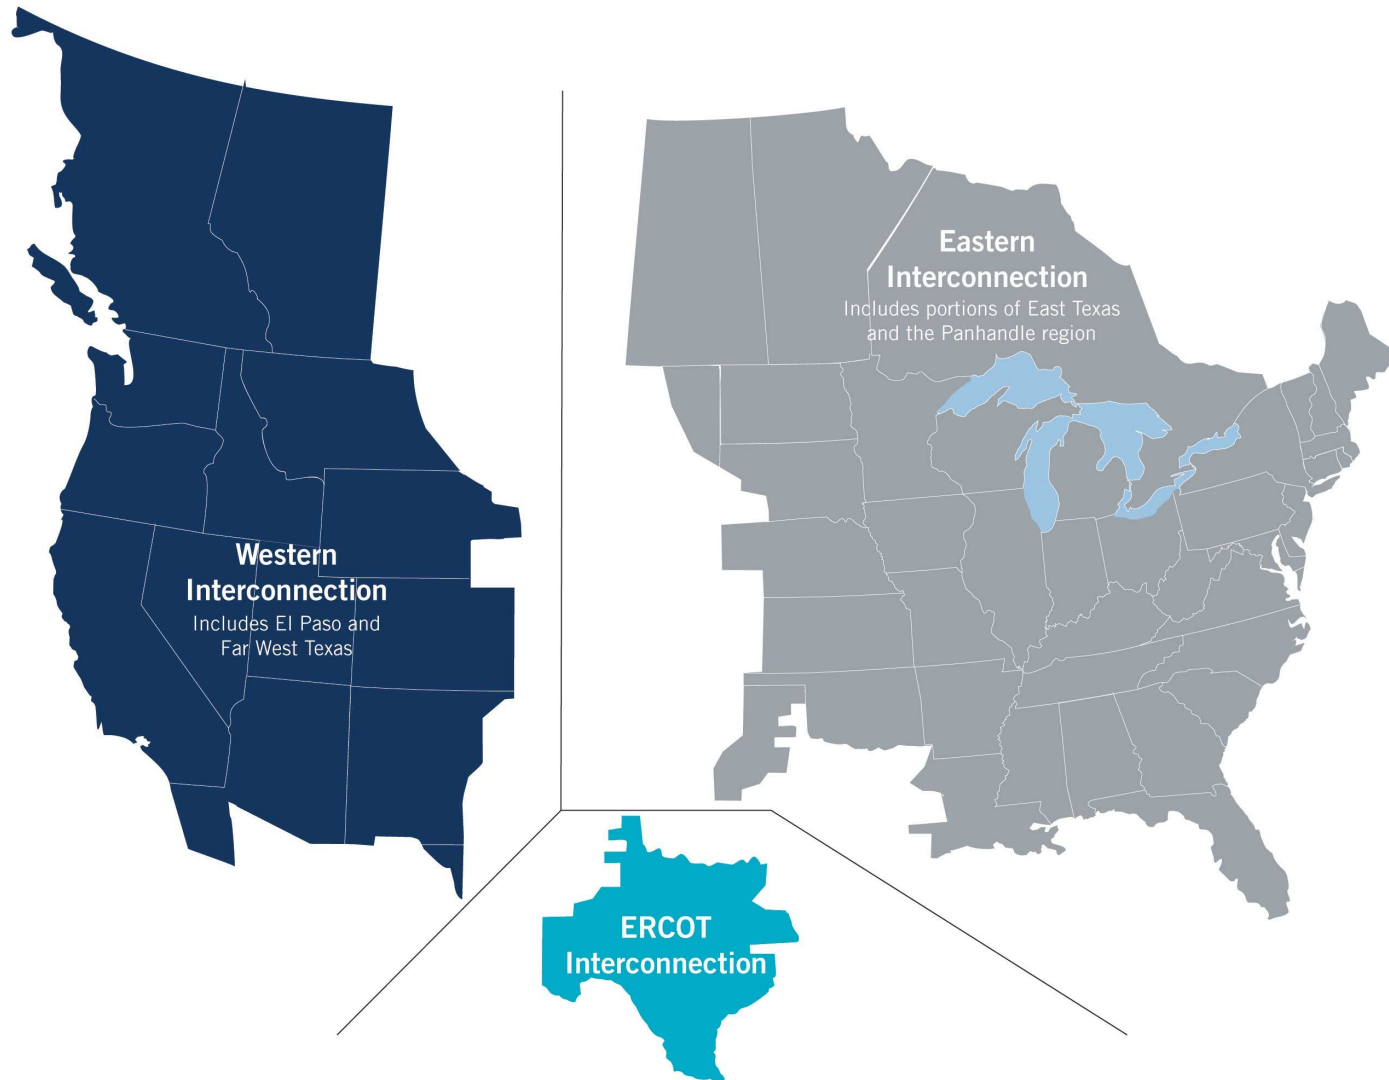 Eastern
Interconnection
Includes portions of East Texas
and the Panhandle region
Western
Interconnection
Includes El Paso and
Far West Texas
ERCOT
Interconnection